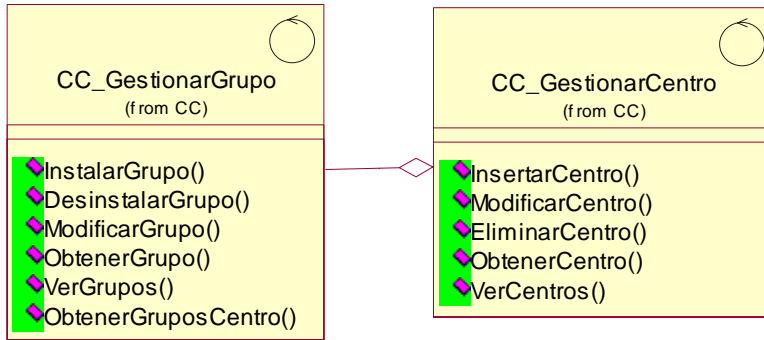 CC_GestionarGrupo
(from CC)
InstalarGrupo()
DesinstalarGrupo()
ModificarGrupo()
ObtenerGrupo()
VerGrupos()
ObtenerGruposCentro()
CC_GestionarCentro
(from CC)
InsertarCentro()
ModificarCentro()
EliminarCentro()
ObtenerCentro()
VerCentros()